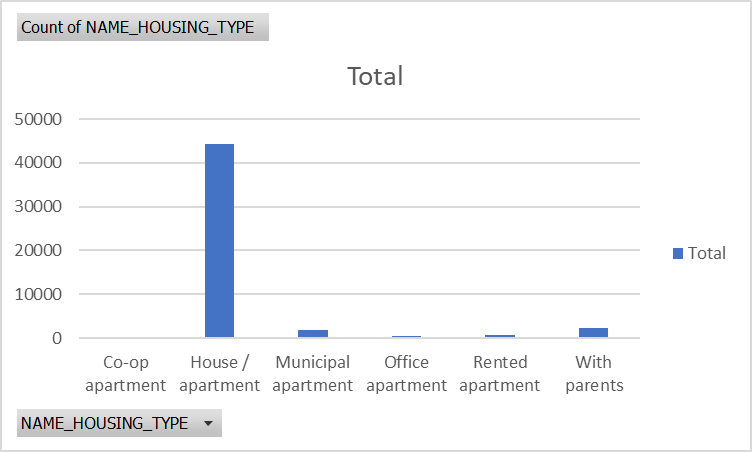 Count of NAME_HOUSING_TYPE
Total
50000
40000
30000
20000
10000
0
Total
Co-op House / Municipal Office Rented With
apartment apartment apartment apartment apartment parents
NAME_HOUSING_TYPE